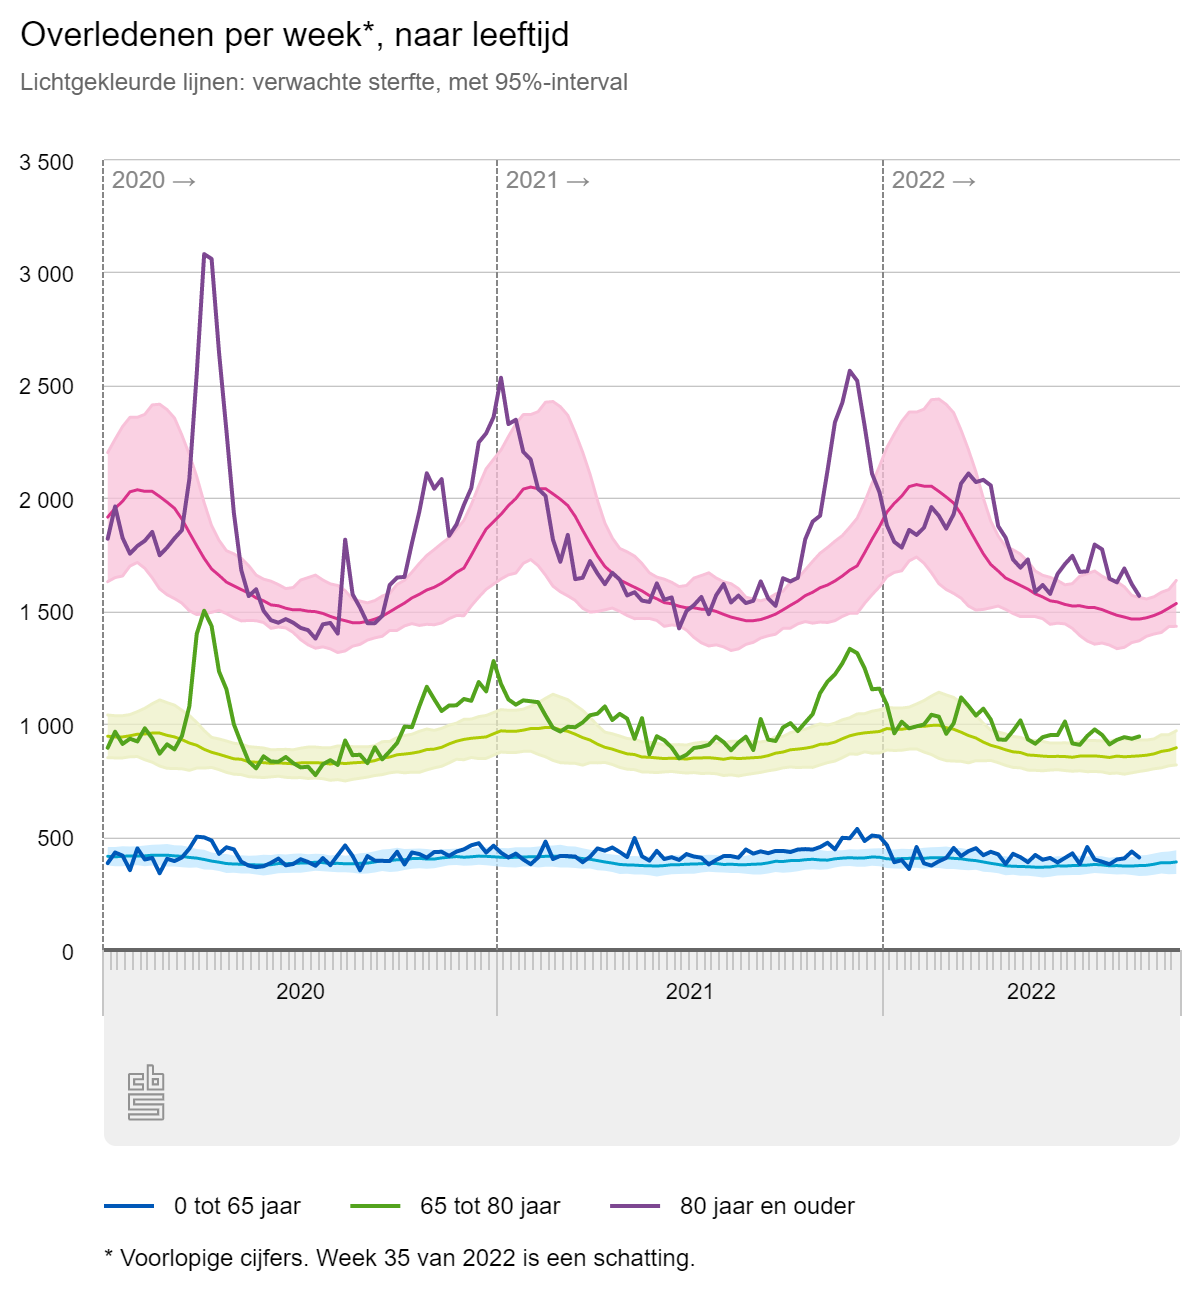 Overledenen per week*, naar leeftijd
Lichtgekleurde lijnen: verwachte sterfte, met 95%-interval
3 500
2020 →
2021 →
2022 →
3 000
2 500
2 000
1 500
1 000
500
0
2020
2021
2022
cbs
0 tot 65 jaar
65 tot 80 jaar
80 jaar en ouder
* Voorlopige cijfers. Week 35 van 2022 is een schatting.